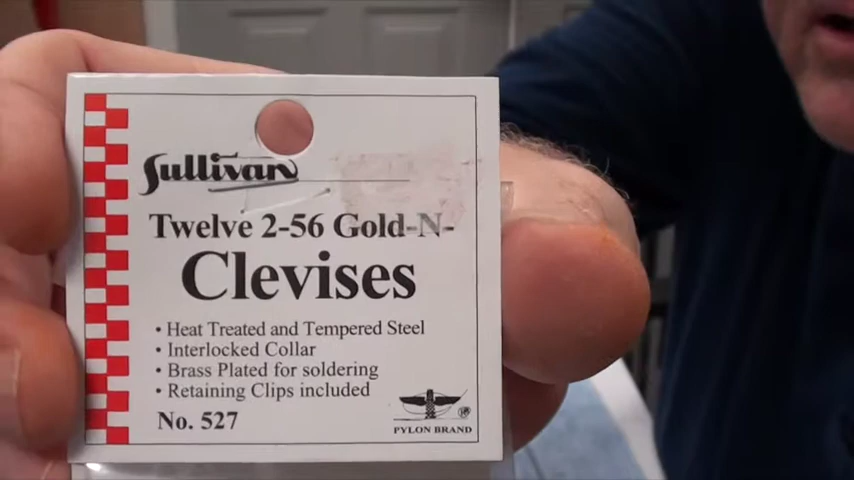 Sullivan
Twelve 2-56 Gold-N-
Clevises
• Heat Treated and Tempered Steel
• Interlocked Collar
• Brass Plated for soldering
• Retaining Clips included
No. 527
PYLON BRAND
®